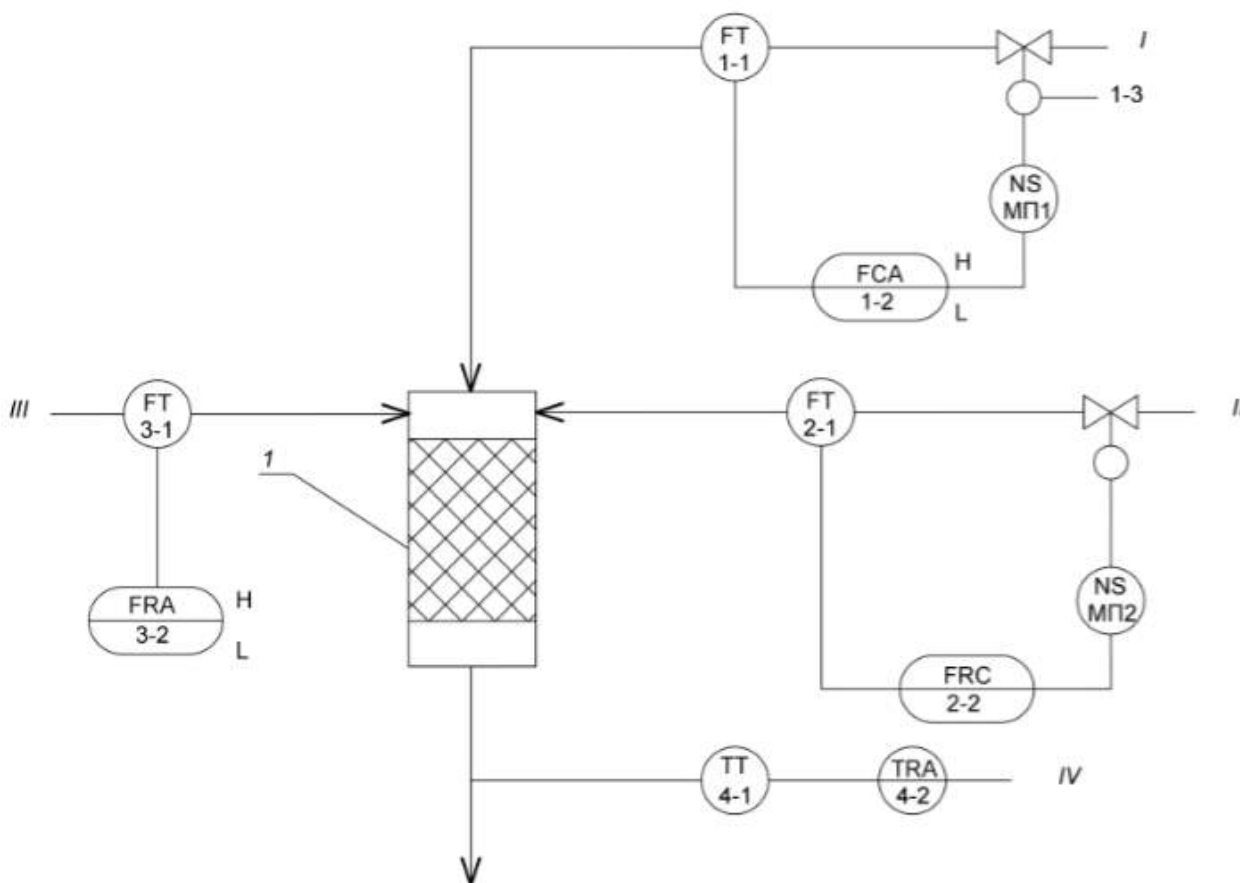 FT
1-1
I
1-3
NS
МП1
FCA
1-2
H
L
III
FT
3-1
FT
2-1
1
FRA
3-2
H
L
NS
МП2
FRC
2-2
TT
4-1
TRA
4-2
IV